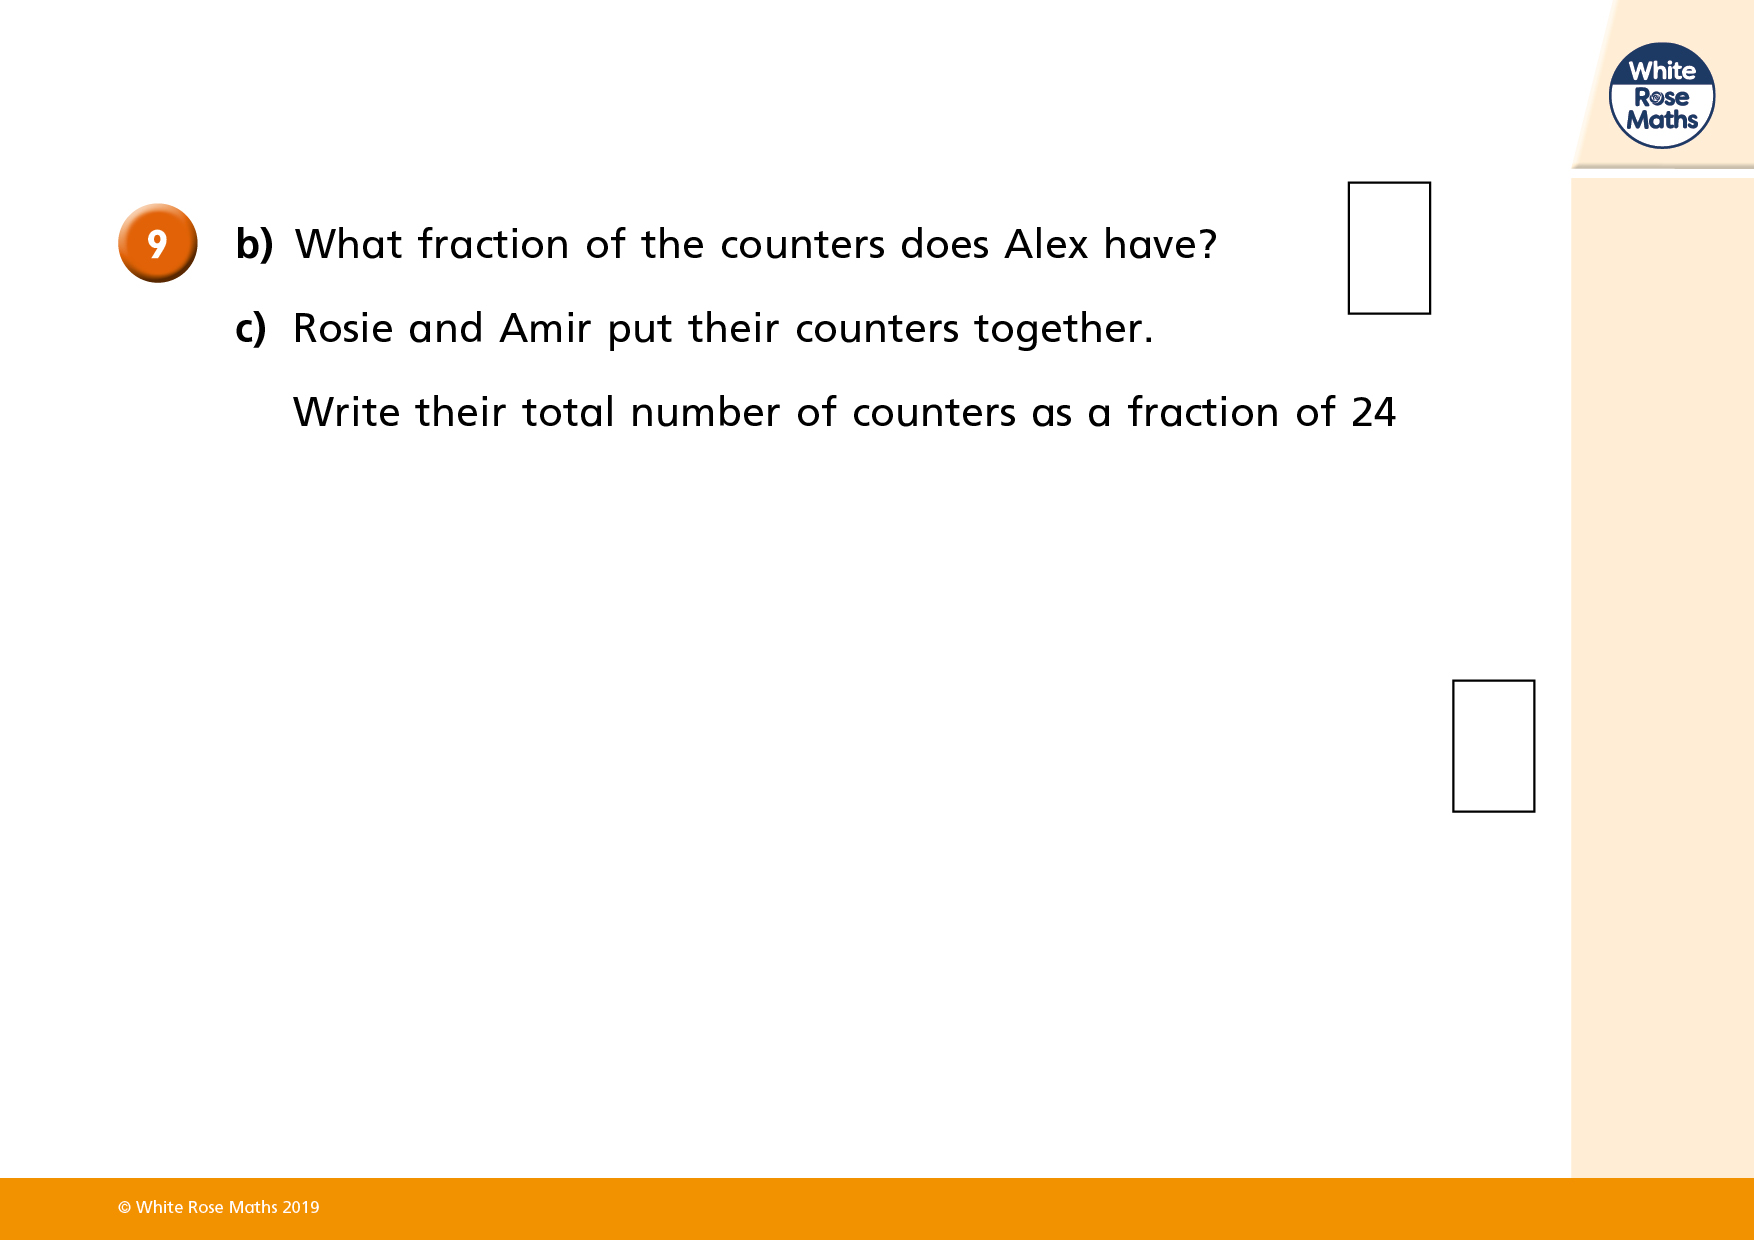 White
Rose
Maths
9 b) What fraction of the counters does Alex have?
c) Rosie and Amir put their counters together.
Write their total number of counters as a fraction of 24
© White Rose Maths 2019